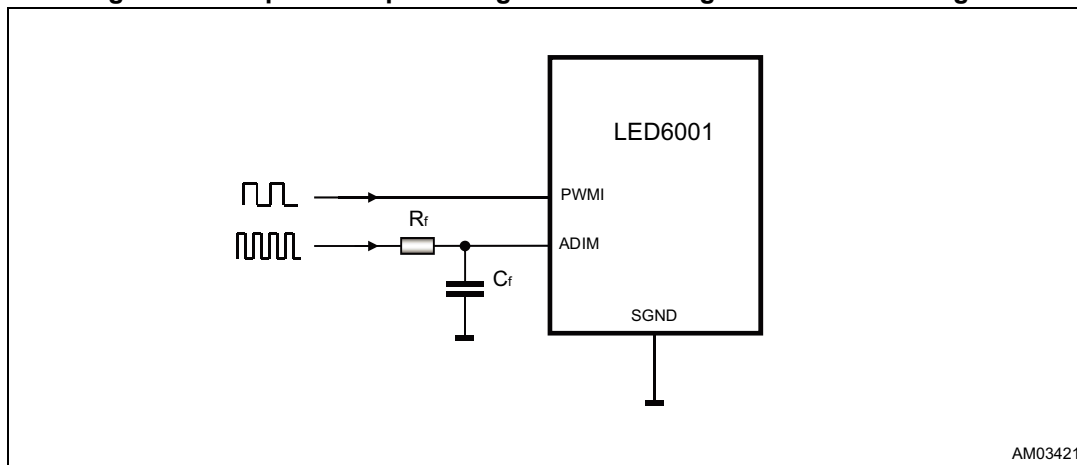 LED6001
PWMI
Rf
ADIM
Cf
SGND
AM03421